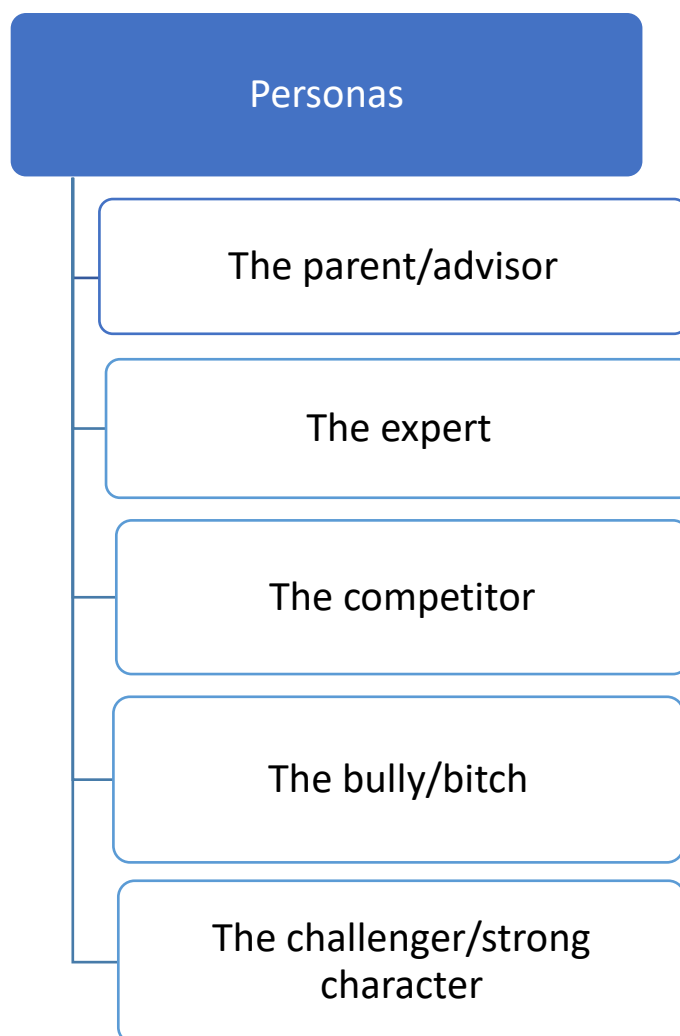 Personas
The parent/advisor
The expert
The competitor
The bully/bitch
The challenger/strong
character